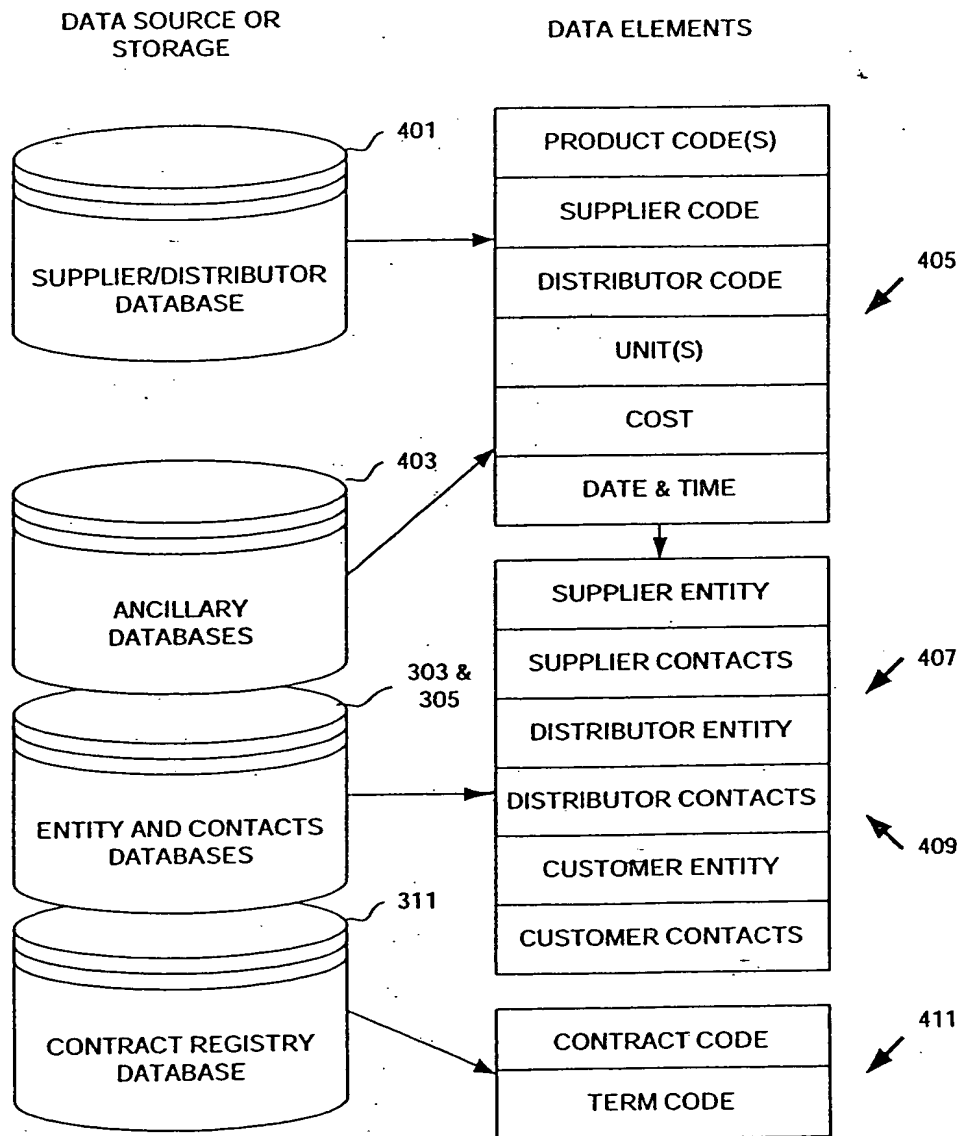 DATA SOURCE OR
STORAGE
DATA ELEMENTS
401
SUPPLIER/DISTRIBUTOR
DATABASE
PRODUCT CODE(S)
SUPPLIER CODE
DISTRIBUTOR CODE
UNIT(S)
COST
DATE & TIME
405
403
ANCILLARY
DATABASES
303 &
305
ENTITY AND CONTACTS
DATABASES
SUPPLIER ENTITY
SUPPLIER CONTACTS
DISTRIBUTOR ENTITY
DISTRIBUTOR CONTACTS
CUSTOMER ENTITY
CUSTOMER CONTACTS
407
409
311
CONTRACT REGISTRY
DATABASE
CONTRACT CODE
TERM CODE
411